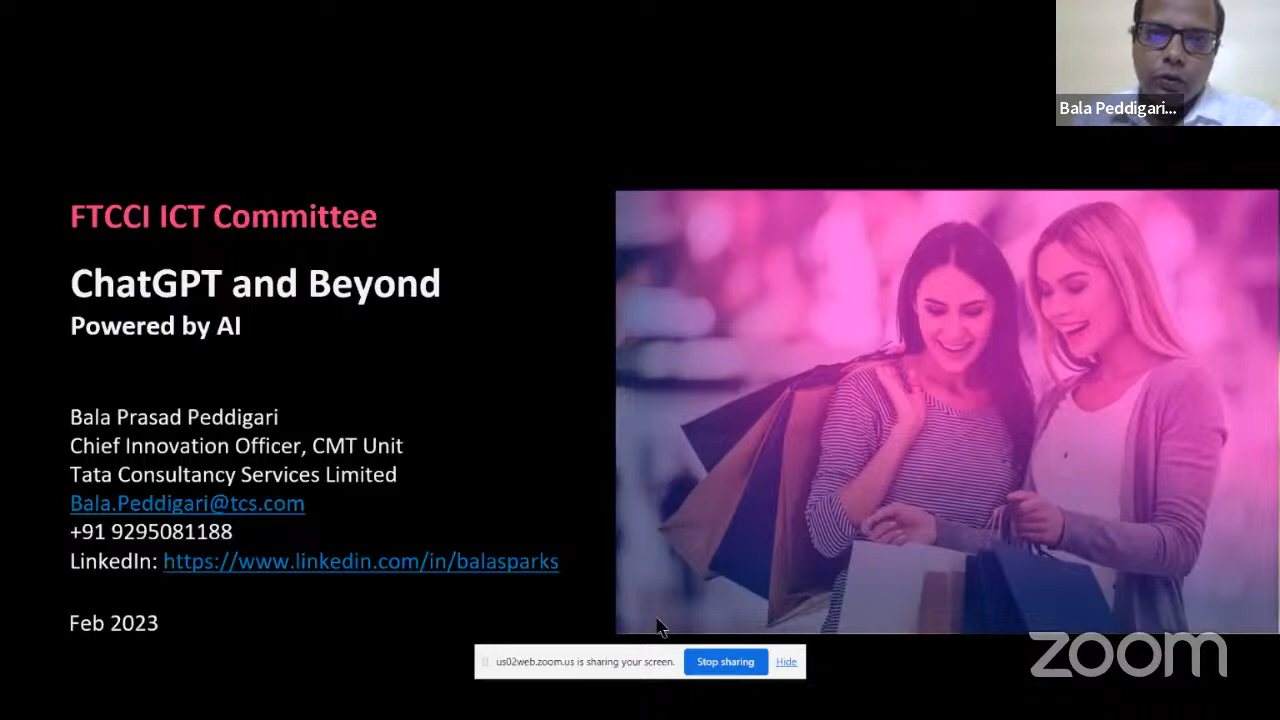 Bala Peddigari...
FTCCI ICT Committee
ChatGPT and Beyond
Powered by AI
Bala Prasad Peddigari
Chief Innovation Officer, CMT Unit
Tata Consultancy Services Limited
Bala.Peddigari@tcs.com
+91 9295081188
LinkedIn: https://www.linkedin.com/in/balasparks
Feb 2023
us02web.zoom.us is sharing your screen. Stop sharing Hide
zoom